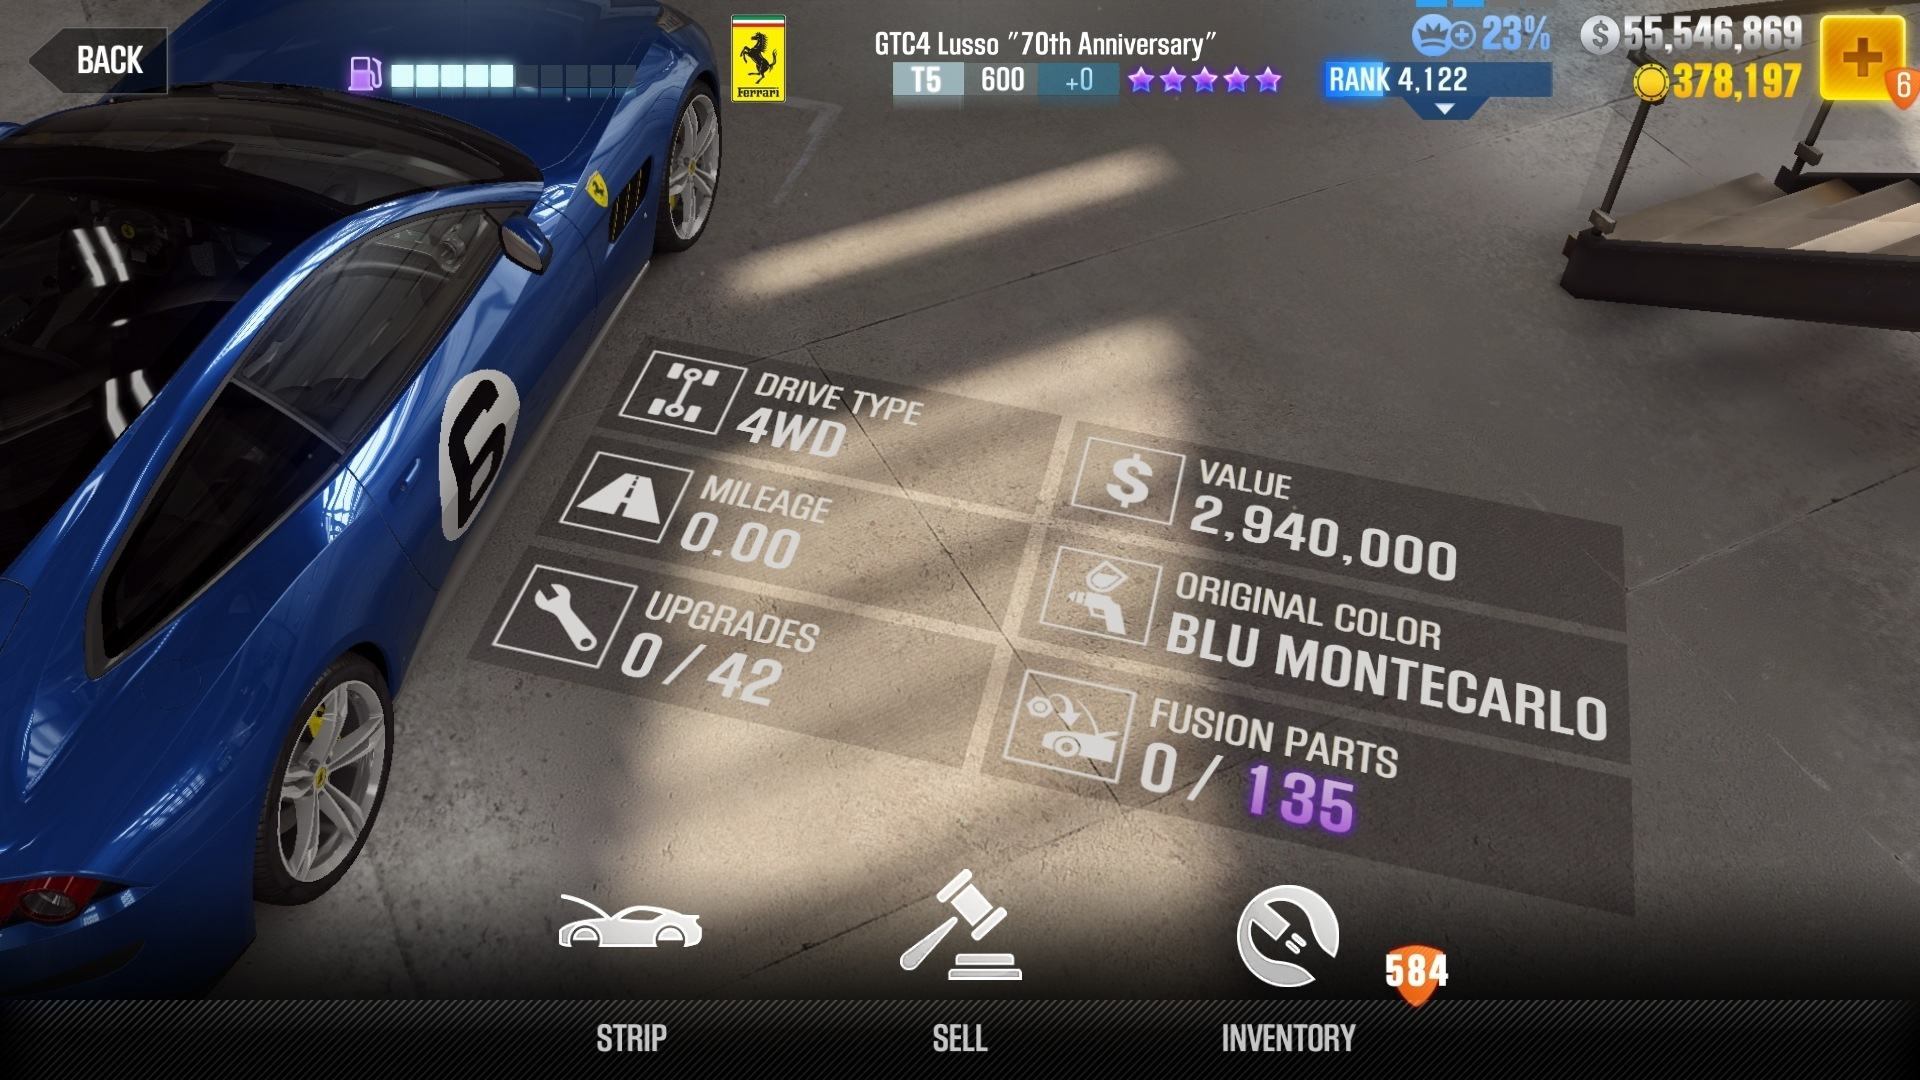 BACK
Ferrari
GTC4 Lusso "70th Anniversary"
T5 600 +0
23%
RANK 4,122
55,546,869
378,197
6
6
DRIVE TYPE
4WD
MILEAGE
0.00
UPGRADES
0 / 42
VALUE
2,940,000
ORIGINAL COLOR
BLU MONTECARLO
FUSION PARTS
0 / 135
584
STRIP
SELL
INVENTORY